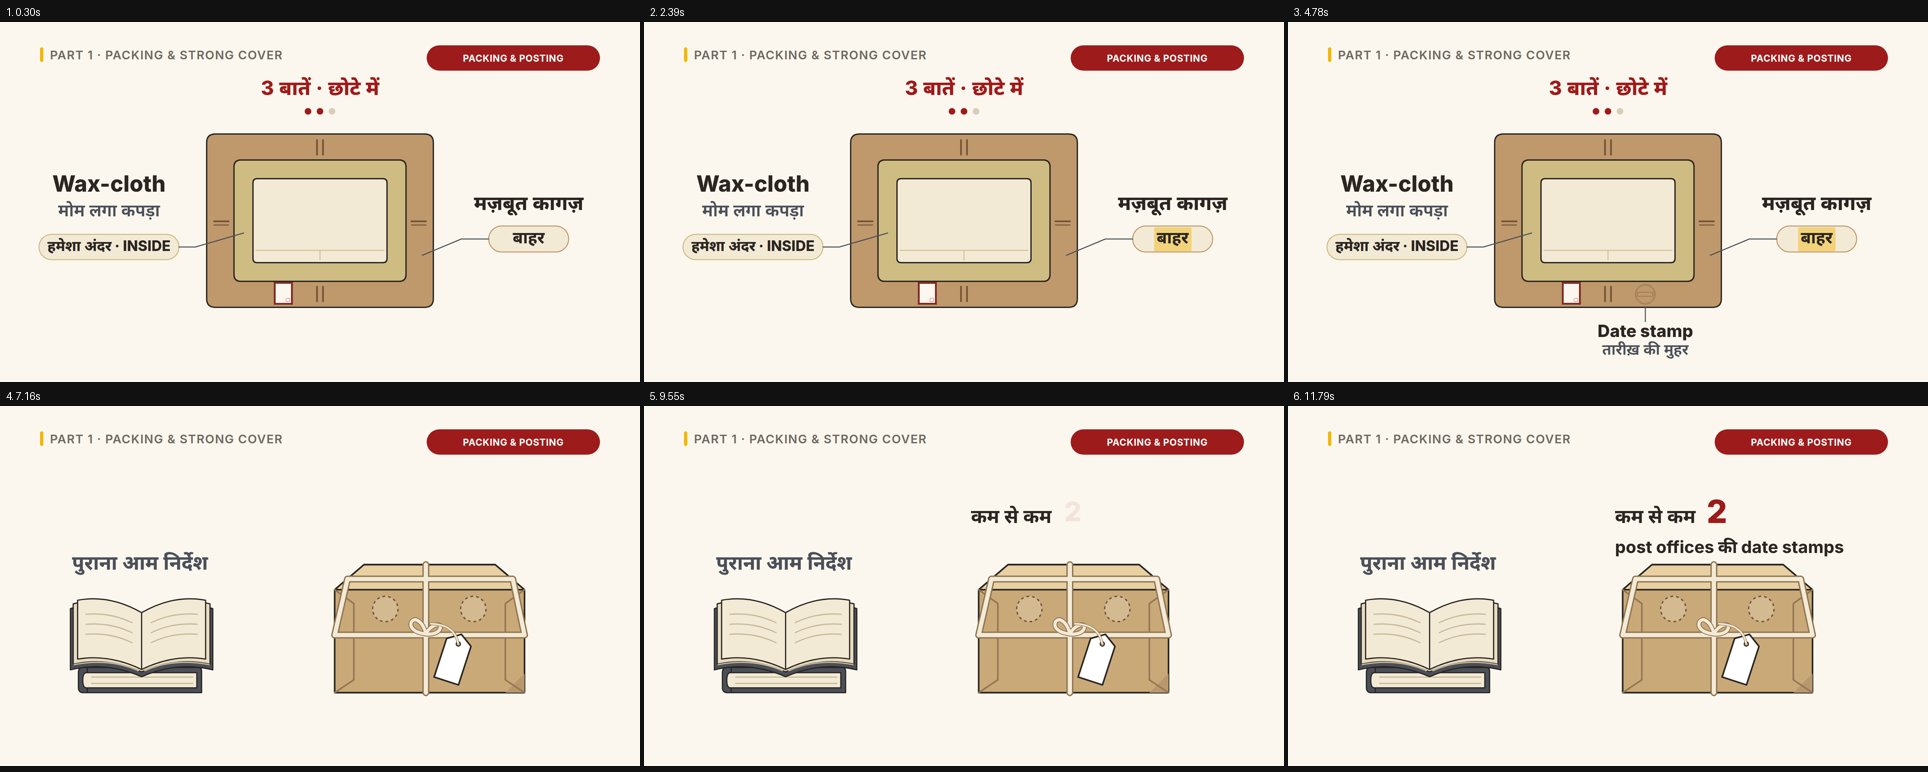 1. 0.30s
PART 1 · PACKING & STRONG COVER
PACKING & POSTING
3 बातें · छोटे में
Wax-cloth
मोम लगा कपड़ा
हमेशा अंदर · INSIDE
मज़बूत कागज़
बाहर
2. 2.39s
PART 1 · PACKING & STRONG COVER
PACKING & POSTING
3 बातें · छोटे में
Wax-cloth
मोम लगा कपड़ा
हमेशा अंदर · INSIDE
मज़बूत कागज़
बाहर
3. 4.78s
PART 1 · PACKING & STRONG COVER
PACKING & POSTING
3 बातें · छोटे में
Wax-cloth
मोम लगा कपड़ा
हमेशा अंदर · INSIDE
मज़बूत कागज़
बाहर
Date stamp
तारीख़ की मुहर
4. 7.16s
PART 1 · PACKING & STRONG COVER
PACKING & POSTING
पुराना आम निर्देश
5. 9.55s
PART 1 · PACKING & STRONG COVER
PACKING & POSTING
कम से कम 2
पुराना आम निर्देश
6. 11.79s
PART 1 · PACKING & STRONG COVER
PACKING & POSTING
कम से कम 2
post offices की date stamps
पुराना आम निर्देश